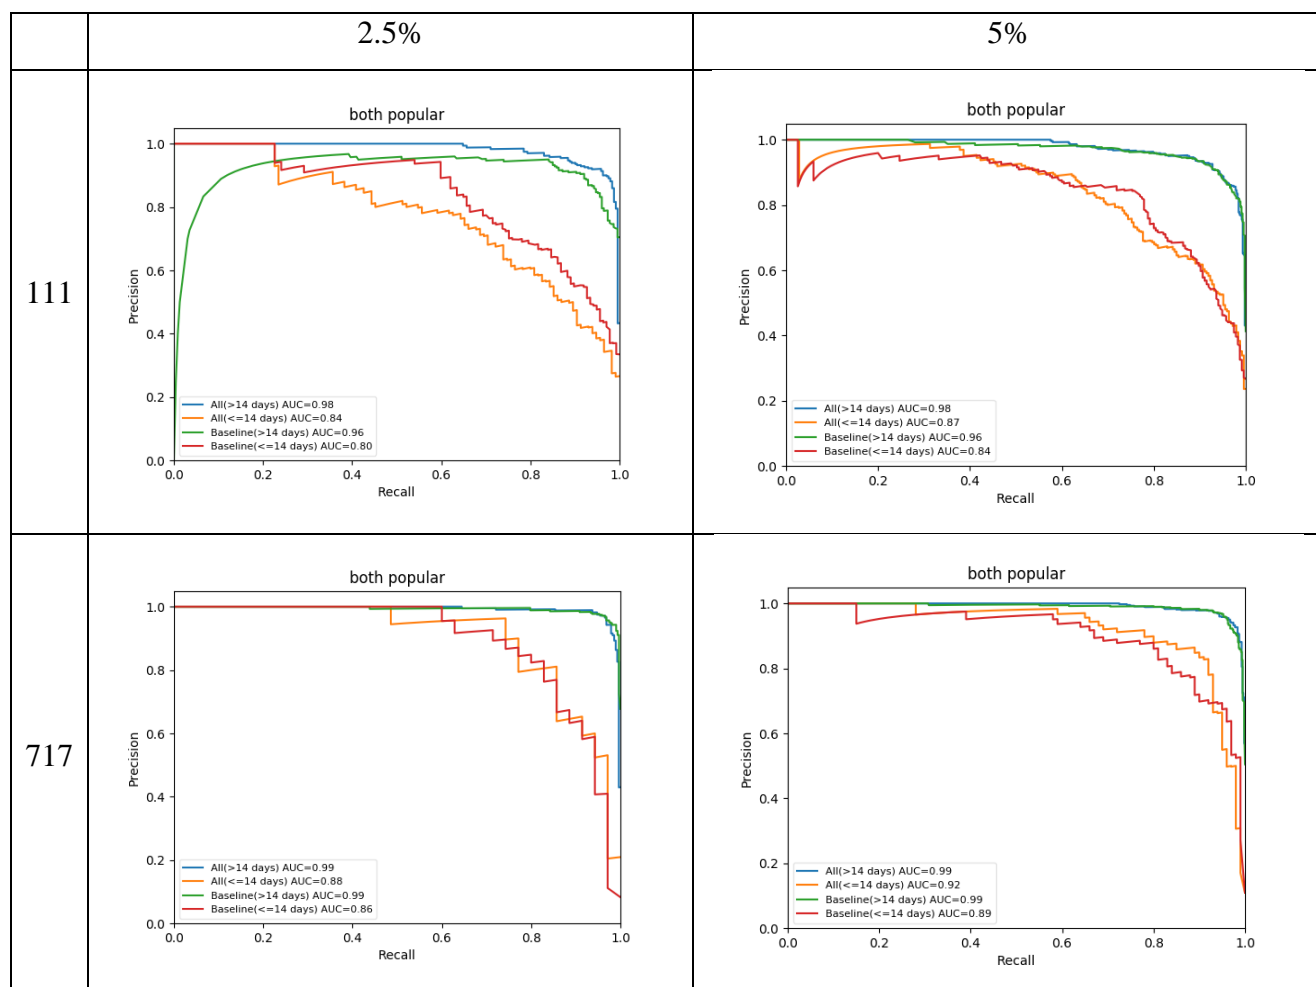 2.5%
5%
111
both popular
1.0
0.8
0.6
0.4
0.2
0.0
Precision
All(>14 days) AUC=0.98
All(<=14 days) AUC=0.84
Baseline(>14 days) AUC=0.96
Baseline(<=14 days) AUC=0.80
0.0 0.2 0.4 0.6 0.8 1.0
Recall
both popular
1.0
0.8
0.6
0.4
0.2
0.0
Precision
All(>14 days) AUC=0.98
All(<=14 days) AUC=0.87
Baseline(>14 days) AUC=0.96
Baseline(<=14 days) AUC=0.84
0.0 0.2 0.4 0.6 0.8 1.0
Recall
717
both popular
1.0
0.8
0.6
0.4
0.2
0.0
Precision
All(>14 days) AUC=0.99
All(<=14 days) AUC=0.88
Baseline(>14 days) AUC=0.99
Baseline(<=14 days) AUC=0.86
0.0 0.2 0.4 0.6 0.8 1.0
Recall
both popular
1.0
0.8
0.6
0.4
0.2
0.0
Precision
All(>14 days) AUC=0.99
All(<=14 days) AUC=0.92
Baseline(>14 days) AUC=0.99
Baseline(<=14 days) AUC=0.89
0.0 0.2 0.4 0.6 0.8 1.0
Recall